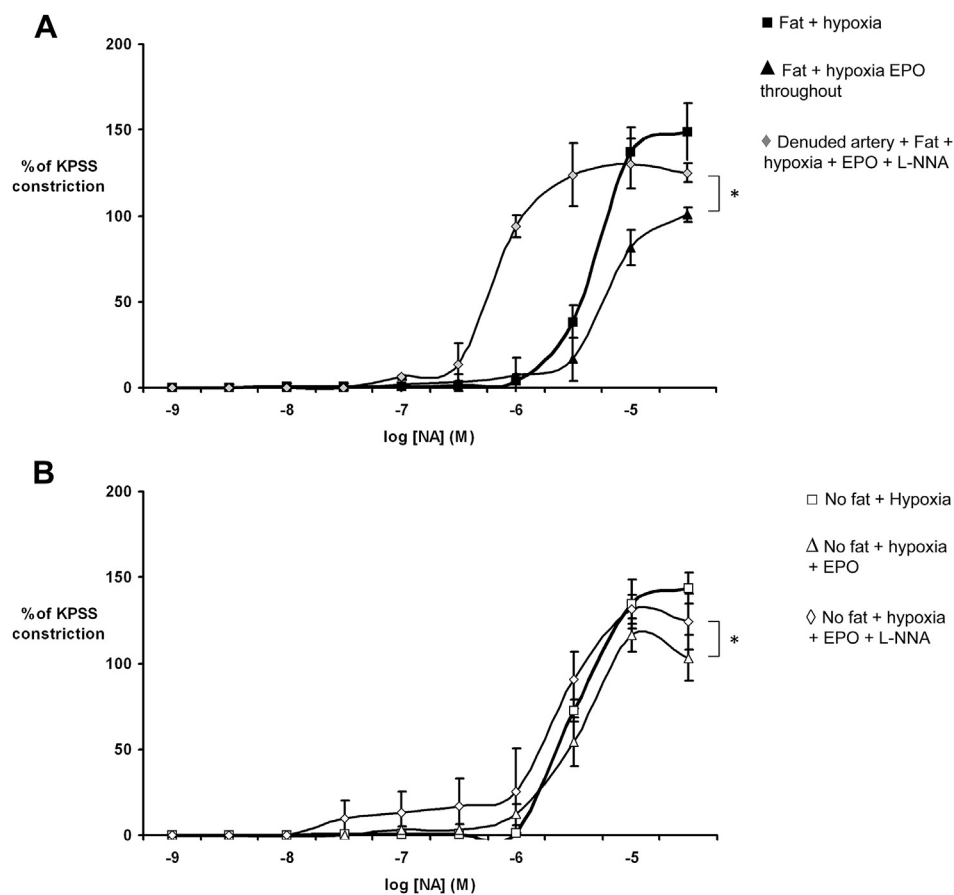 A
200
150
100
50
0
% of KPSS
constriction
-9 -8 -7 -6 -5
log [NA] (M)
Fat + hypoxia
Fat + hypoxia EPO
throughout
Denuded artery + Fat +
hypoxia + EPO + L-NNA
*
B
200
150
100
50
0
% of KPSS
constriction
-9 -8 -7 -6 -5
log [NA] (M)
No fat + Hypoxia
No fat + hypoxia
+ EPO
No fat + hypoxia
+ EPO + L-NNA
*